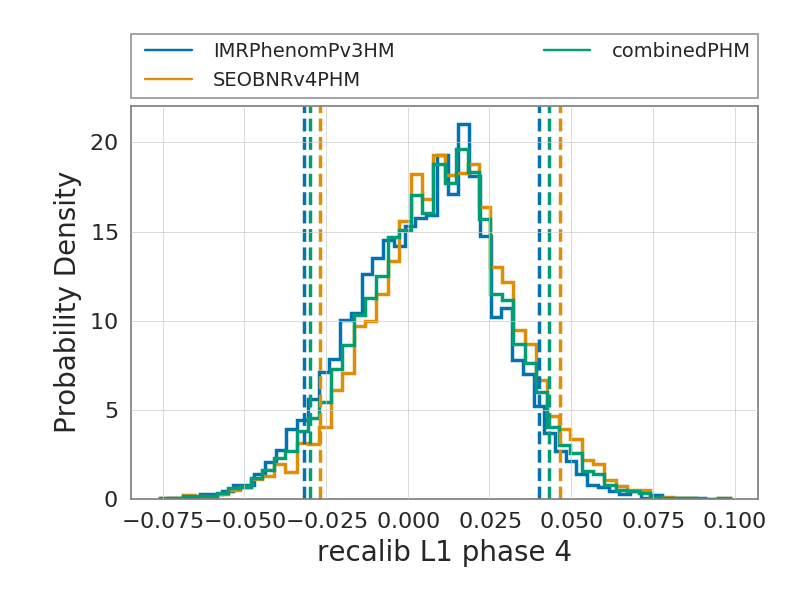 IMRPhenomPv3HM combinedPHM
SEOBNRv4PHM
20
15
10
5
0
Probability Density
−0.075 −0.050 −0.025 0.000 0.025 0.050 0.075 0.100
recalib L1 phase 4